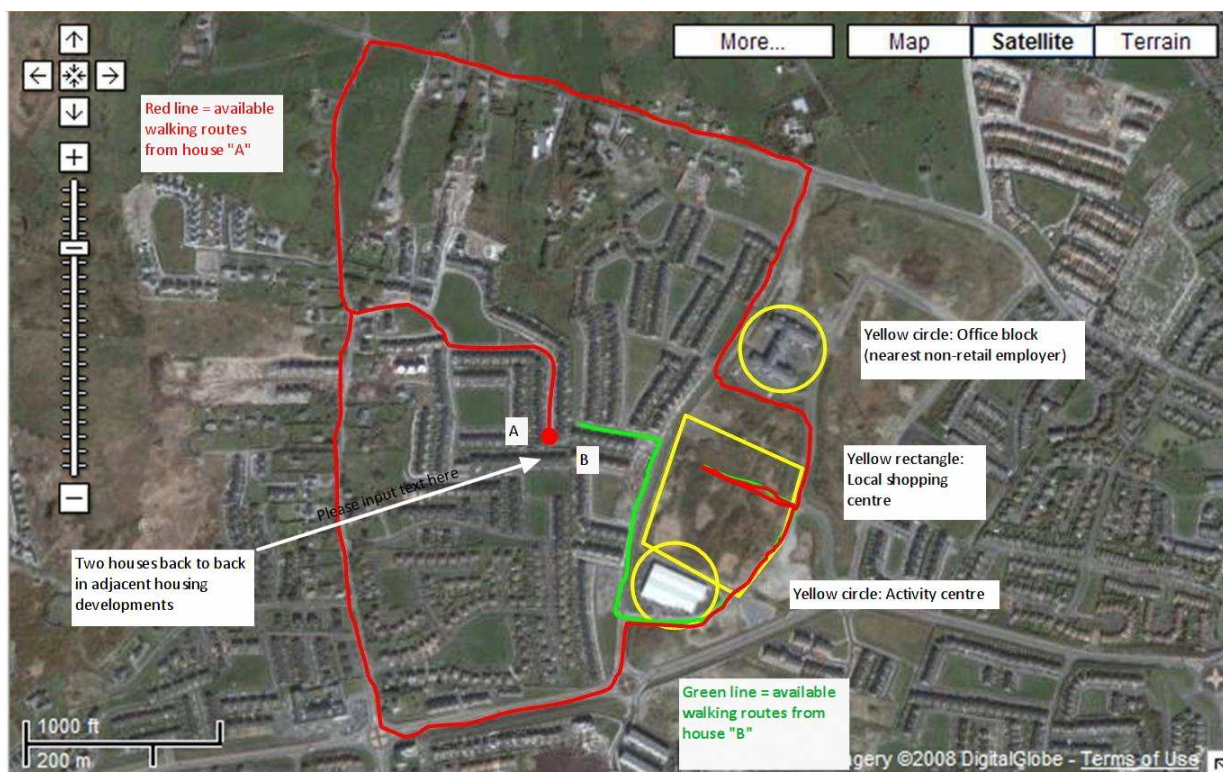 More...
Map
Satellite
Terrain
Red line = available
walking routes
from house "A"
Yellow circle: Office block
(nearest non-retail employer)
A
B
Yellow rectangle:
Local shopping
centre
Please input text here
Two houses back to back
in adjacent housing
developments
Yellow circle: Activity centre
Green line = available
walking routes from
house "B"
1000 ft
200 m
agery ©2008 DigitalGlobe - Terms of Use